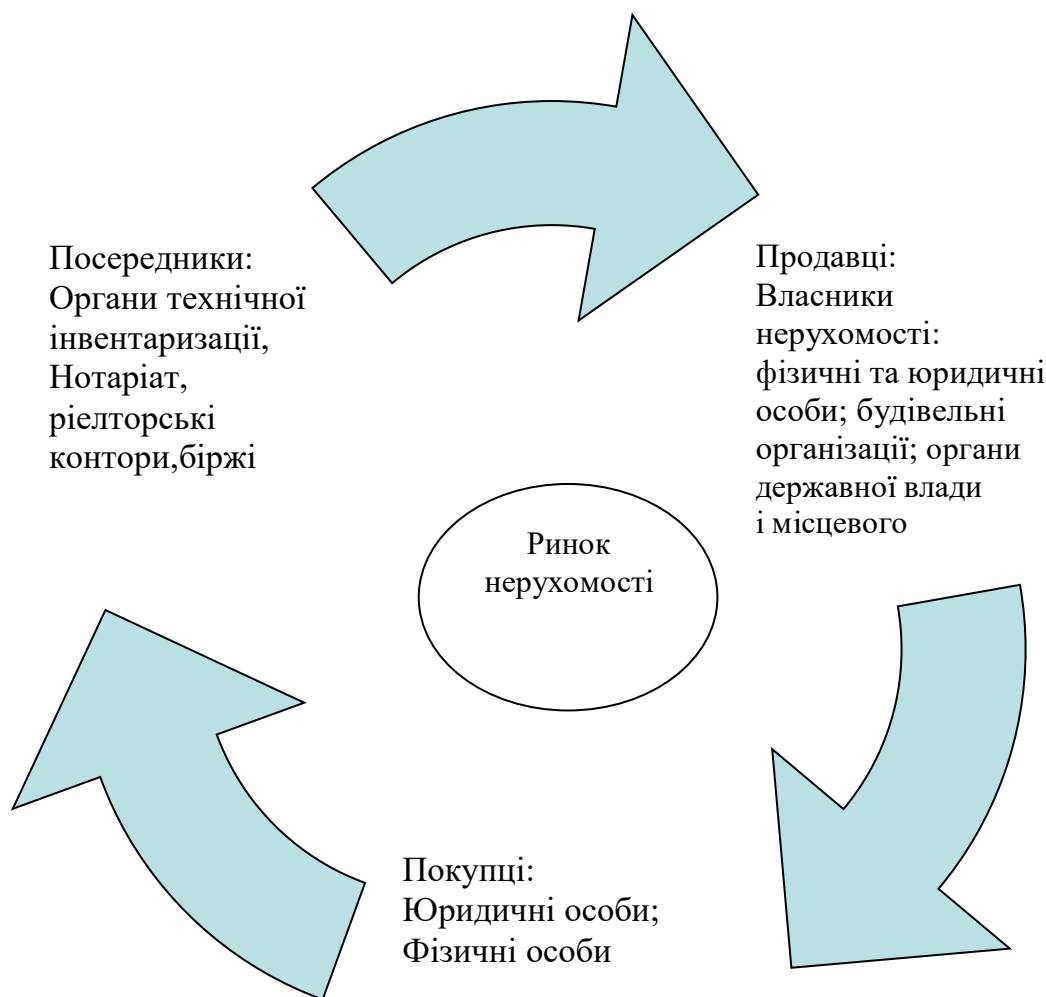 Посередники:
Органи технічної
інвентаризації,
Нотаріат,
ріелторські
контори,біржі
Продавці:
Власники
нерухомості:
фізичні та юридичні
особи; будівельні
організації; органи
державної влади
і місцевого
Ринок
нерухомості
Покупці:
Юридичні особи;
Фізичні особи